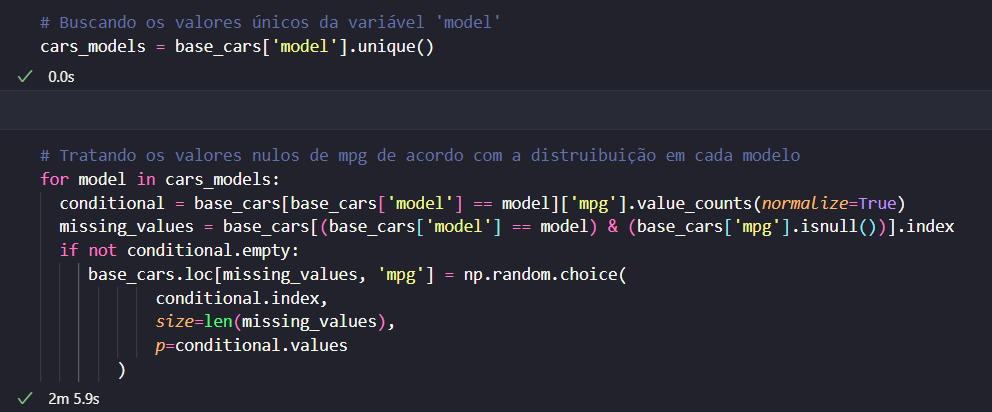 # Buscando os valores únicos da variável 'model'
cars_models = base_cars['model'].unique()
0.0s
# Tratando os valores nulos de mpg de acordo com a distruibuição em cada modelo
for model in cars_models:
conditional = base_cars[base_cars['model'] == model]['mpg'].value_counts(normalize=True)
missing_values = base_cars[(base_cars['model'] == model) & (base_cars['mpg'].isnull())].index
if not conditional.empty:
base_cars.loc[missing_values, 'mpg'] = np.random.choice(
conditional.index,
size=len(missing_values),
p=conditional.values
)
2m 5.9s